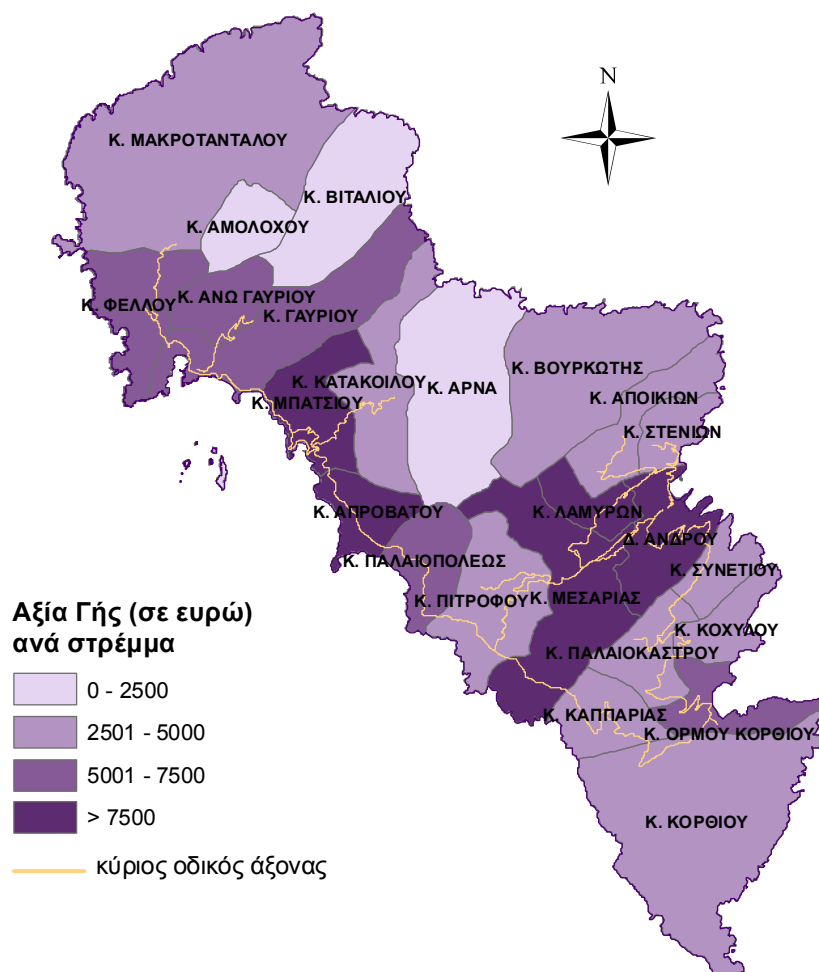 N
Κ. ΜΑΚΡΟΤΑΝΤΑΛΟΥ
Κ. ΒΙΤΑΛΙΟΥ
Κ. ΑΜΟΛΟΧΟΥ
Κ. ΑΝΩ ΓΑΥΡΙΟΥ
Κ. ΦΕΛΛΟΥ
Κ. ΓΑΥΡΙΟΥ
Κ. ΒΟΥΡΚΩΤΗΣ
Κ. ΚΑΤΑΚΟΙΛΟΥ
Κ. ΑΡΝΑ
Κ. ΑΠΟΙΚΙΩΝ
Κ. ΜΠΑΤΣΙΟΥ
Κ. ΣΤΕΝΙΩΝ
Κ. ΑΠΡΟΒΑΤΟΥ
Κ. ΛΑΜΥΡΩΝ
Δ. ΑΝΔΡΟΥ
Κ. ΠΑΛΑΙΟΠΟΛΕΩΣ
Κ. ΣΥΝΕΤΙΟΥ
Κ. ΠΙΤΡΟΦΟΥ
Κ. ΜΕΣΑΡΙΑΣ
Κ. ΚΟΧΥΛΟΥ
Κ. ΠΑΛΑΙΟΚΑΣΤΡΟΥ
Κ. ΚΑΠΠΑΡΙΑΣ
Κ. ΟΡΜΟΥ ΚΟΡΘΙΟΥ
Κ. ΚΟΡΘΙΟΥ
Αξία Γής (σε ευρώ)
ανά στρέμμα
0 - 2500
2501 - 5000
5001 - 7500
> 7500
κύριος οδικός άξονας